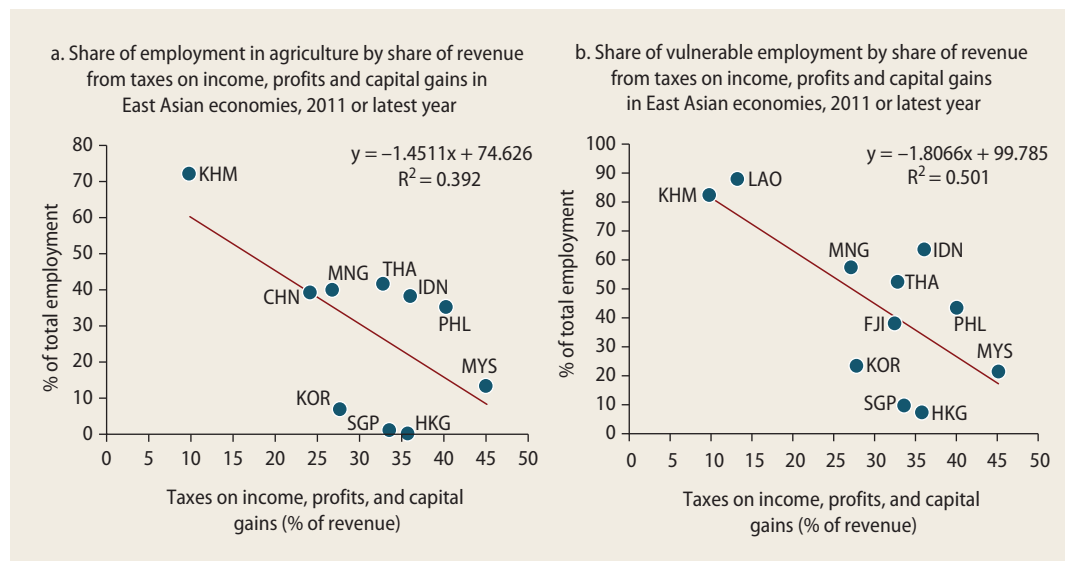 a. Share of employment in agriculture by share of revenue
from taxes on income, profits and capital gains in
East Asian economies, 2011 or latest year
80
70
60
50
40
30
20
10
0
% of total employment
y = –1.4511x + 74.626
R² = 0.392
KHM
CHN
MNG
THA
IDN
PHL
MYS
KOR
SGP
HKG
0 5 10 15 20 25 30 35 40 45 50
Taxes on income, profits, and capital
gains (% of revenue)
b. Share of vulnerable employment by share of revenue
from taxes on income, profits and capital gains
in East Asian economies, 2011 or latest year
100
90
80
70
60
50
40
30
20
10
0
% of total employment
y = –1.8066x + 99.785
R² = 0.501
KHM
LAO
MNG
IDN
THA
FJI
PHL
KOR
MYS
SGP
HKG
0 5 10 15 20 25 30 35 40 45 50
Taxes on income, profits, and capital
gains (% of revenue)